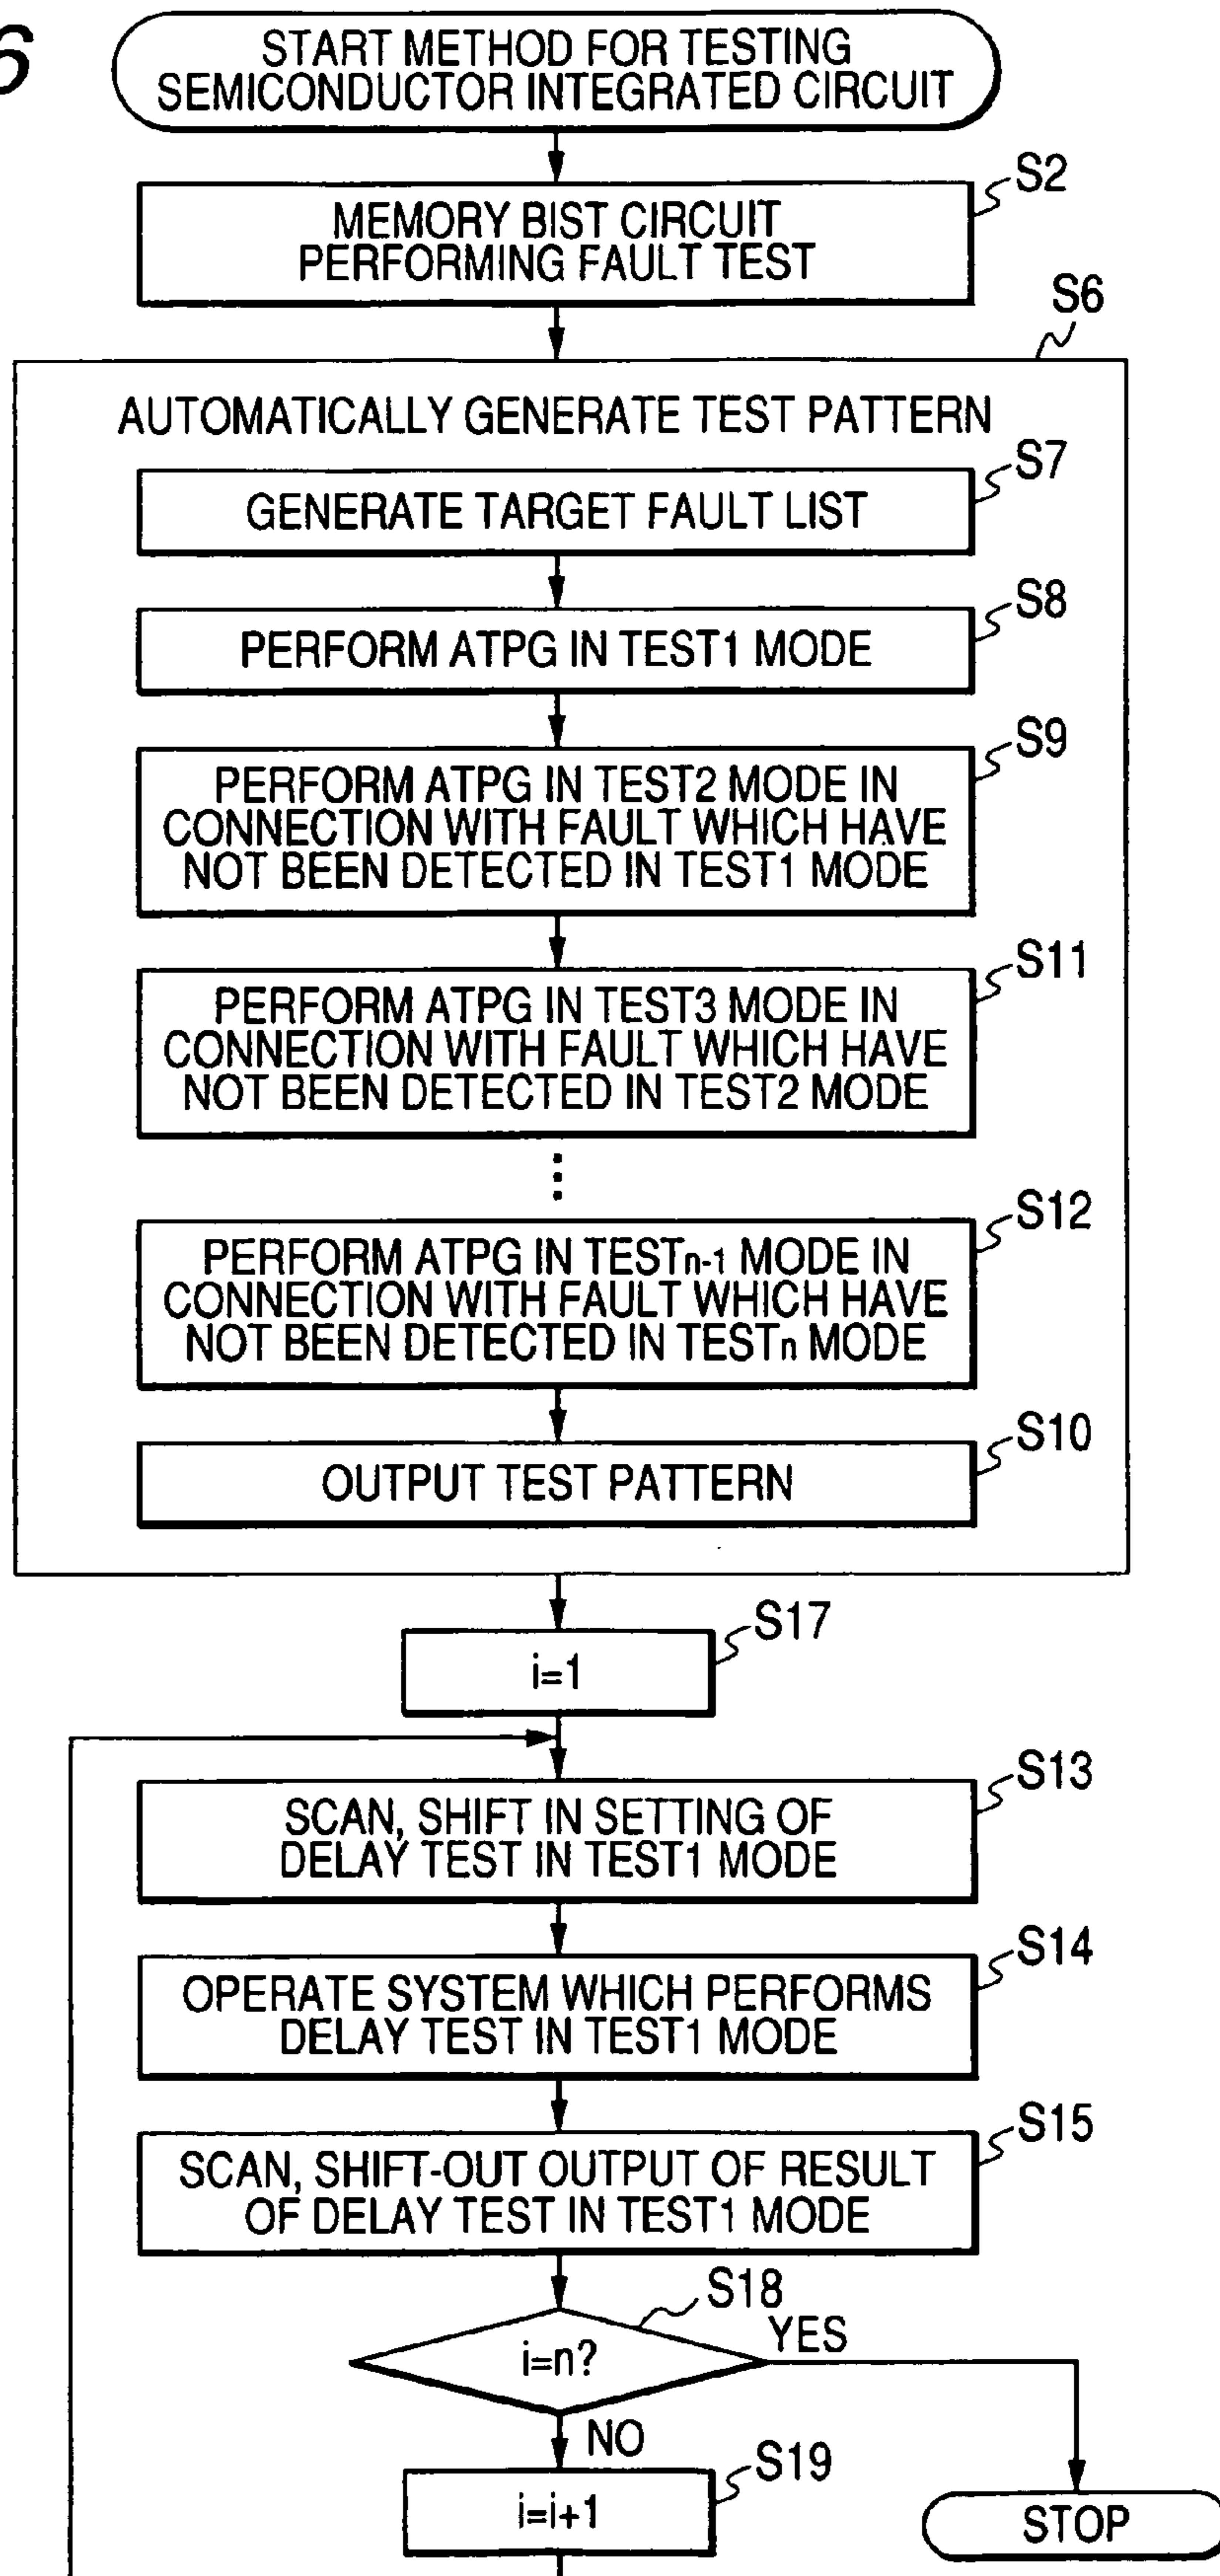 6
START METHOD FOR TESTING
SEMICONDUCTOR INTEGRATED CIRCUIT
S2
MEMORY BIST CIRCUIT
PERFORMING FAULT TEST
S6
AUTOMATICALLY GENERATE TEST PATTERN
S7
GENERATE TARGET FAULT LIST
S8
PERFORM ATPG IN TEST1 MODE
S9
PERFORM ATPG IN TEST2 MODE IN
CONNECTION WITH FAULT WHICH HAVE
NOT BEEN DETECTED IN TEST1 MODE
S11
PERFORM ATPG IN TEST3 MODE IN
CONNECTION WITH FAULT WHICH HAVE
NOT BEEN DETECTED IN TEST2 MODE
S12
PERFORM ATPG IN TESTn-1 MODE IN
CONNECTION WITH FAULT WHICH HAVE
NOT BEEN DETECTED IN TESTn MODE
S10
OUTPUT TEST PATTERN
S17
i=1
S13
SCAN, SHIFT IN SETTING OF
DELAY TEST IN TEST1 MODE
S14
OPERATE SYSTEM WHICH PERFORMS
DELAY TEST IN TEST1 MODE
S15
SCAN, SHIFT-OUT OUTPUT OF RESULT
OF DELAY TEST IN TEST1 MODE
S18
i=n?
YES
NO
S19
i=i+1
STOP